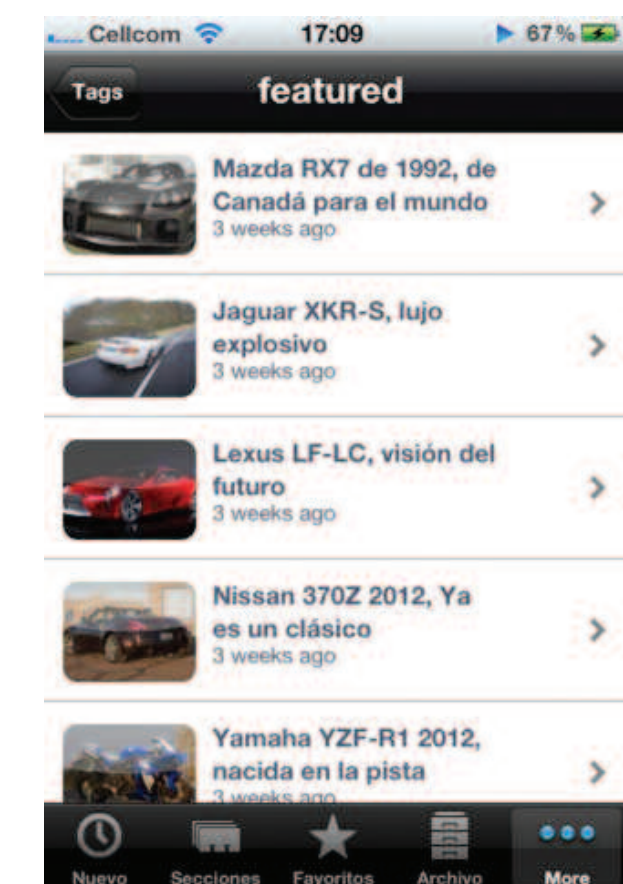 Cellcom 17:09 67%
Tags featured
Mazda RX7 de 1992, de
Canadá para el mundo
3 weeks ago
Jaguar XKR-S, lujo
explosivo
3 weeks ago
Lexus LF-LC, visión del
futuro
3 weeks ago
Nissan 370Z 2012, Ya
es un clásico
3 weeks ago
Yamaha YZF-R1 2012,
nacida en la pista
3 weeks ago
Nuevo Secciones Favoritos Archivo More